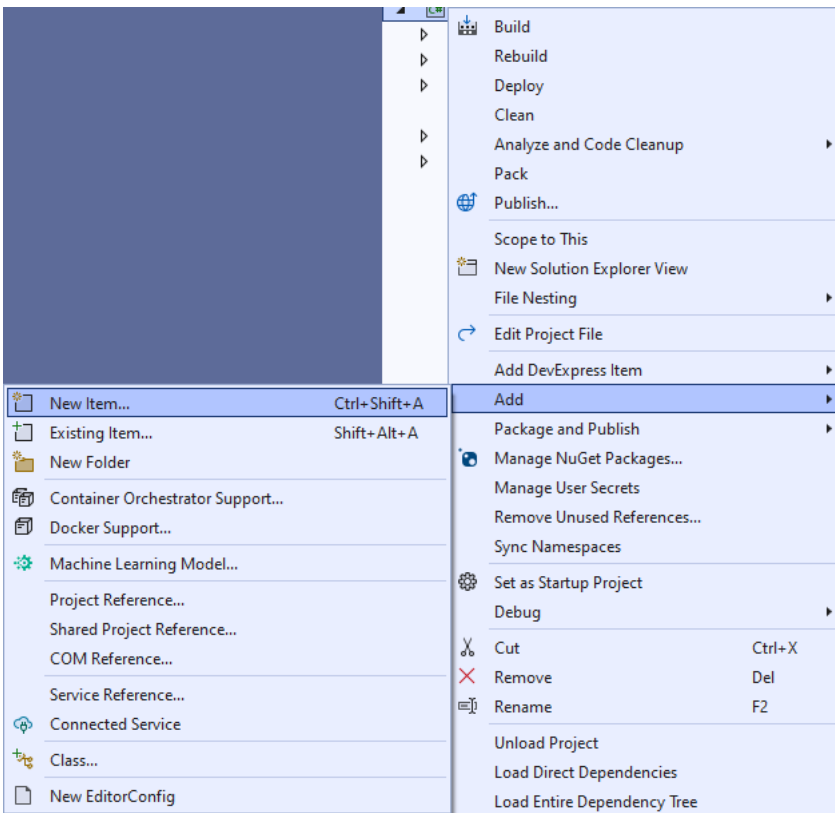 C#
Build
Rebuild
Deploy
Clean
Analyze and Code Cleanup
Pack
Publish...
Scope to This
New Solution Explorer View
File Nesting
Edit Project File
Add DevExpress Item
Add
Package and Publish
Manage NuGet Packages...
Manage User Secrets
Remove Unused References...
Sync Namespaces
Set as Startup Project
Debug
Cut Ctrl+X
Remove Del
Rename F2
Unload Project
Load Direct Dependencies
Load Entire Dependency Tree
New Item... Ctrl+Shift+A
Existing Item... Shift+Alt+A
New Folder
Container Orchestrator Support...
Docker Support...
Machine Learning Model...
Project Reference...
Shared Project Reference...
COM Reference...
Service Reference...
Connected Service
Class...
New EditorConfig